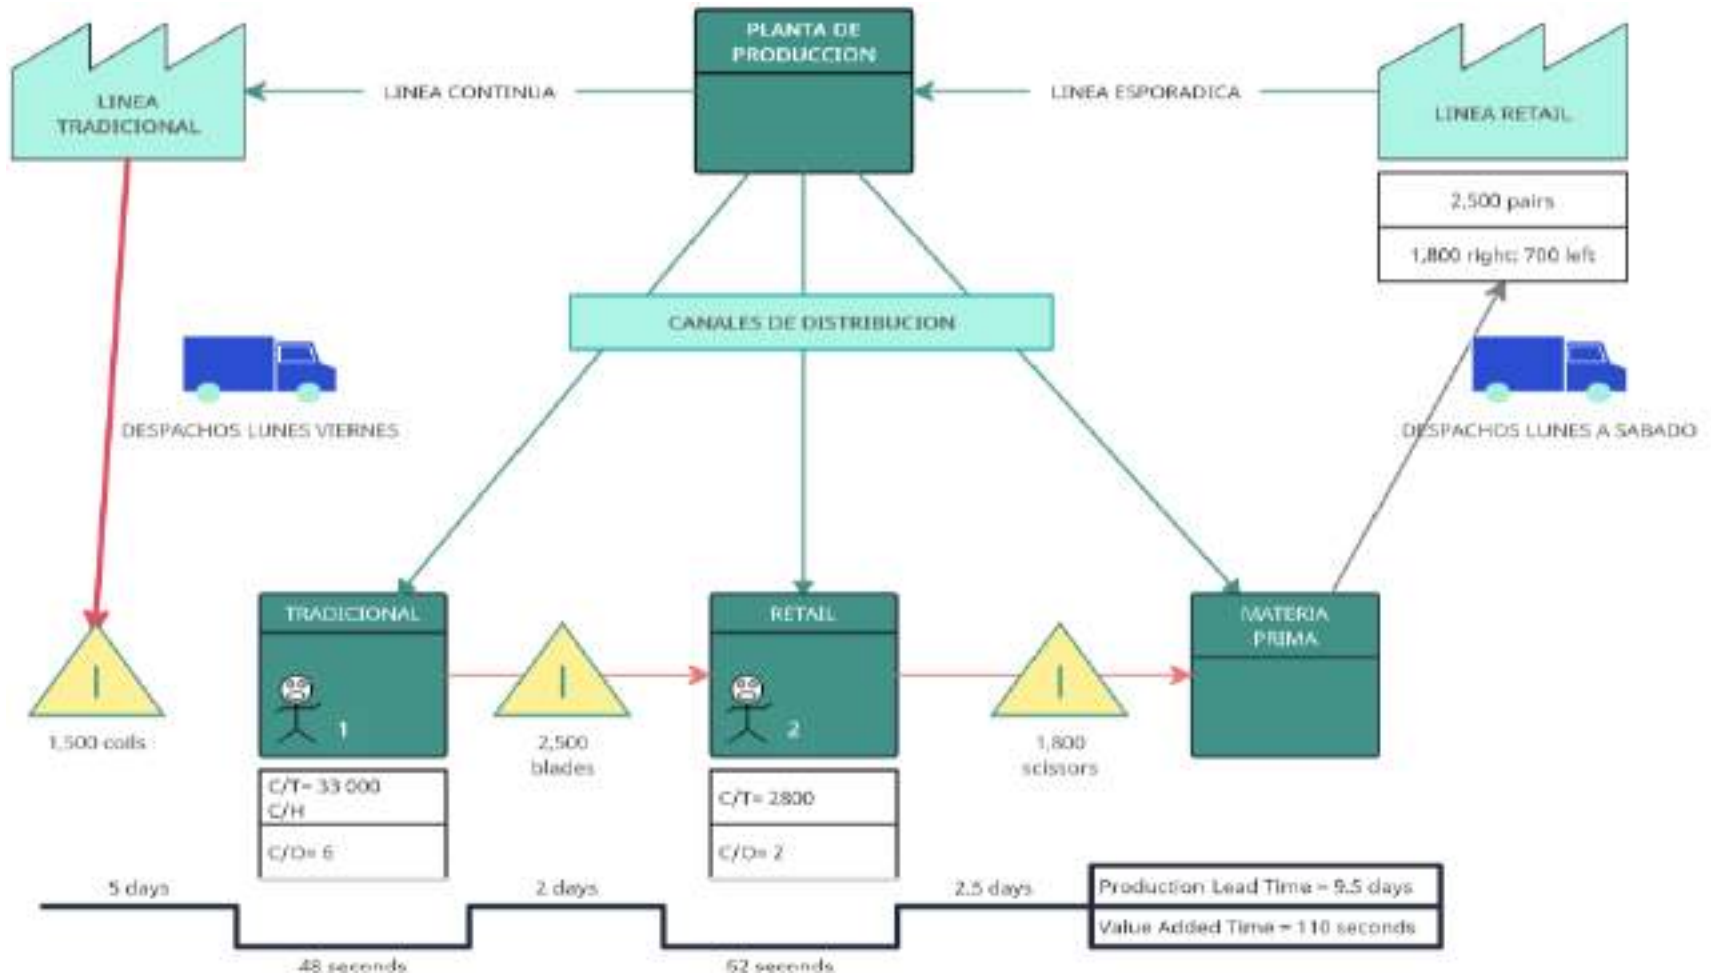 PLANTA DE
PRODUCCION
LINEA
TRADICIONAL
LINEA CONTINUA
LINEA ESPORADICA
LINEA RETAIL
2,500 pairs
1,800 right; 700 left
CANALES DE DISTRIBUCION
DESPACHOS LUNES VIERNES
DESPACHOS LUNES A SABADO
TRADICIONAL
1
RETAIL
2
MATERIA
PRIMA
I
I
I
1,500 coils
2,500
blades
1,800
scissors
C/T= 33 000
C/H
C/O= 6
C/T= 2800
C/O= 2
5 days
2 days
2.5 days
Production Lead Time = 9.5 days
Value Added Time = 110 seconds
48 seconds
62 seconds